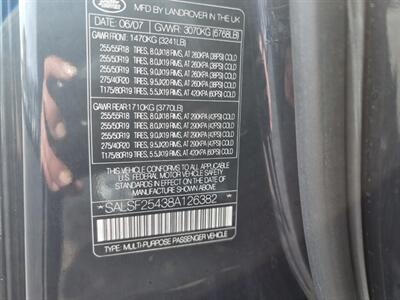 LAND ROVER
MFD BY LANDROVER IN THE UK
DATE: 06/07 GVWR: 3070KG (6768LB)
GAWR FRONT: 1470KG (3241LB)
255/55R18 TIRES, 8.0JX18 RIMS, AT 260KPA (38PSI) COLD
255/50R19 TIRES, 8.0JX19 RIMS, AT 260KPA (38PSI) COLD
255/50R19 TIRES, 9.0JX19 RIMS, AT 260KPA (38PSI) COLD
275/40R20 TIRES, 9.5JX20 RIMS, AT 260KPA (38PSI) COLD
T175/80R19 TIRES, 5.5JX19 RIMS, AT 420KPA (60PSI) COLD
GAWR REAR:1710KG (3770LB)
255/55R18 TIRES, 8.0JX18 RIMS, AT 290KPA (42PSI) COLD
255/50R19 TIRES, 8.0JX19 RIMS, AT 290KPA (42PSI) COLD
255/50R19 TIRES, 9.0JX19 RIMS, AT 290KPA (42PSI) COLD
275/40R20 TIRES, 9.5JX20 RIMS, AT 290KPA (42PSI) COLD
T175/80R19 TIRES, 5.5JX19 RIMS, AT 420KPA (60PSI) COLD
THIS VEHICLE CONFORMS TO ALL APPLICABLE
U.S. FEDERAL MOTOR VEHICLE SAFETY
MANUFACTURE SHOWN ABOVE.
*SALSF25438A126382*
TYPE: MULTI-PURPOSE PASSENGER VEHICLE